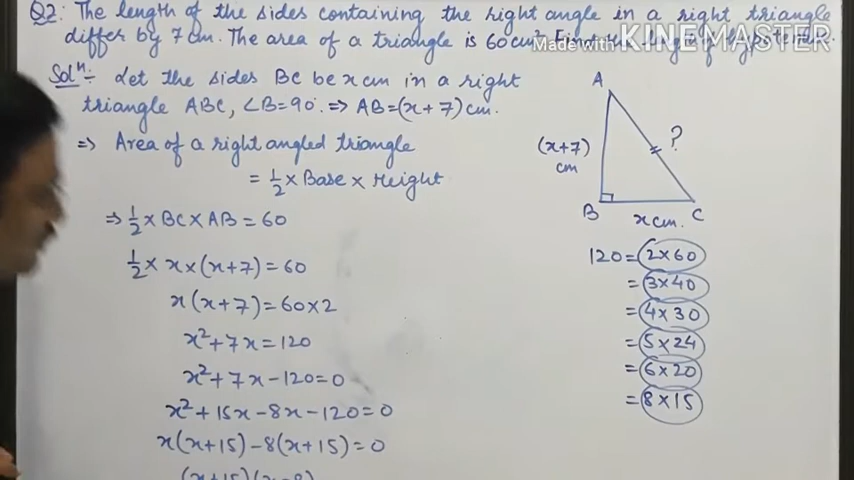 Q2: The length of the sides containing the right angle in a right triangle
differ by 7 cm. The area of a triangle is 60 cm². Find the
Made with KINEMASTER
Solⁿ:- Let the sides BC be x cm in a right
triangle ABC, ∠B=90° ⇒ AB=(x+7) cm.
⇒ Area of a right angled triangle
= 1/2 × Base × Height
⇒ 1/2 × BC × AB = 60
1/2 × x × (x+7) = 60
x(x+7) = 60×2
x²+7x = 120
x²+7x-120=0
x²+15x-8x-120=0
x(x+15)-8(x+15)=0
(x+15)(x-8)
A
(x+7)
cm
?
B
x cm.
C
120 = 2×60
= 3×40
= 4×30
= 5×24
= 6×20
= 8×15